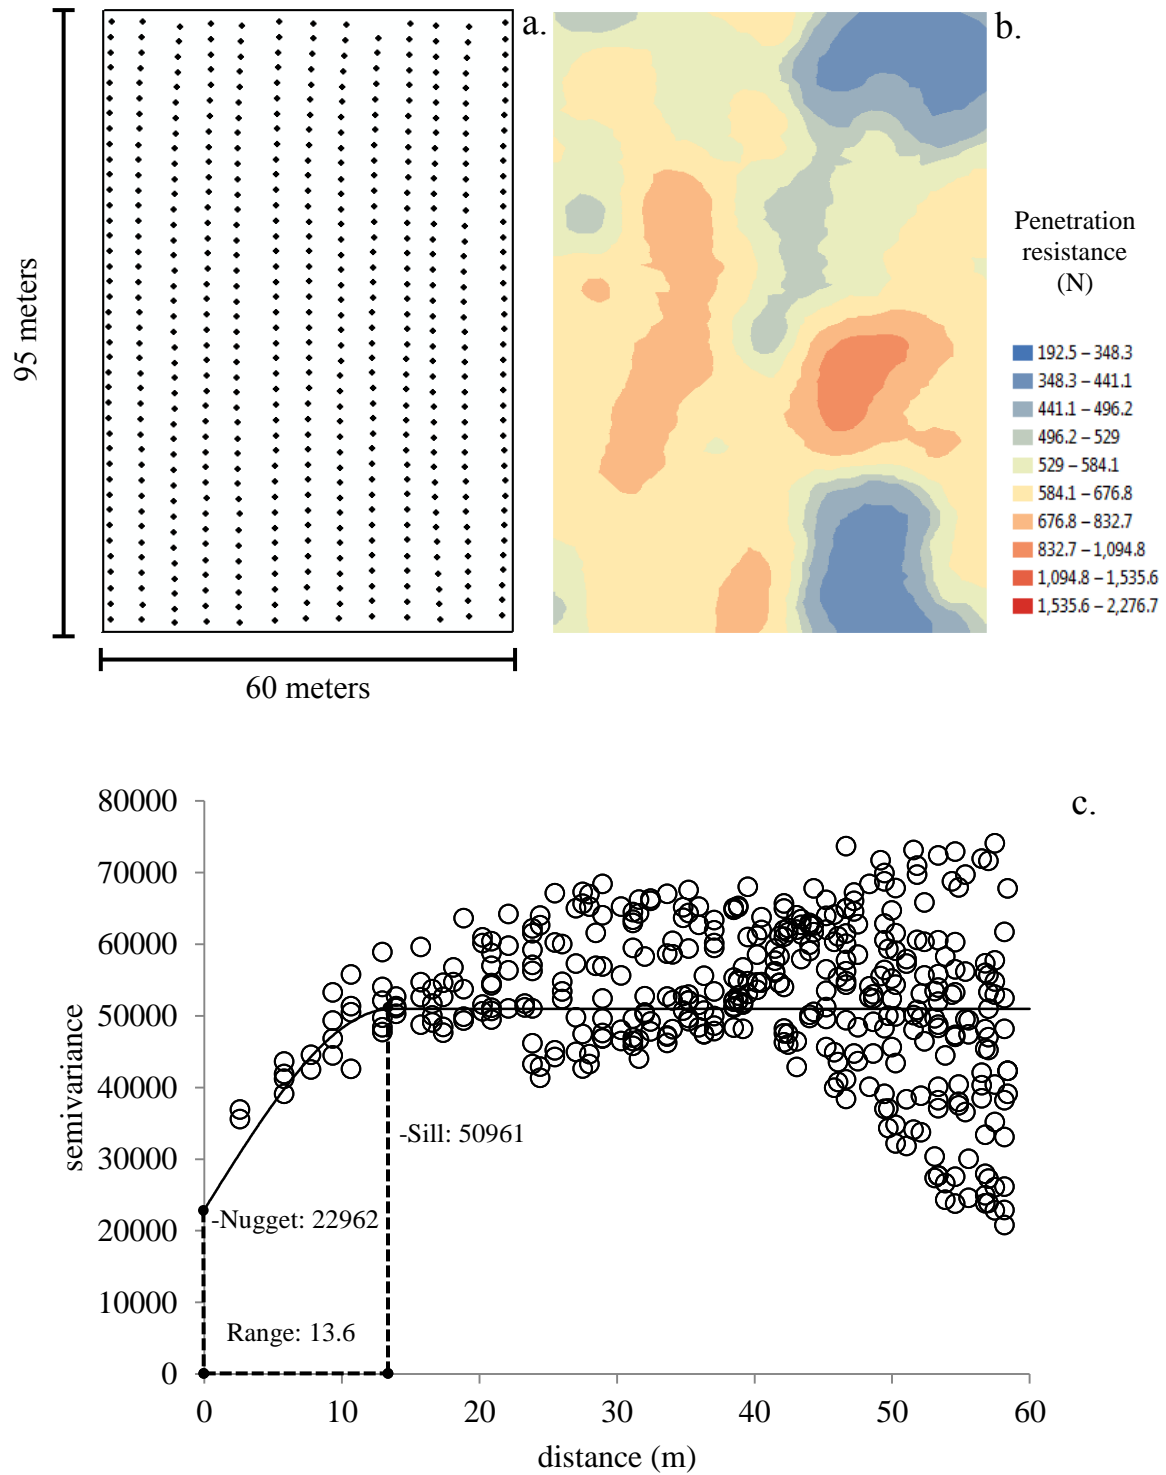 a.
b.
95 meters
60 meters
Penetration
resistance
(N)
192.5 – 348.3
348.3 – 441.1
441.1 – 496.2
496.2 – 529
529 – 584.1
584.1 – 676.8
676.8 – 832.7
832.7 – 1,094.8
1,094.8 – 1,535.6
1,535.6 – 2,276.7
c.
semivariance
80000
70000
60000
50000
40000
30000
20000
10000
0
-Sill: 50961
-Nugget: 22962
Range: 13.6
0 10 20 30 40 50 60
distance (m)